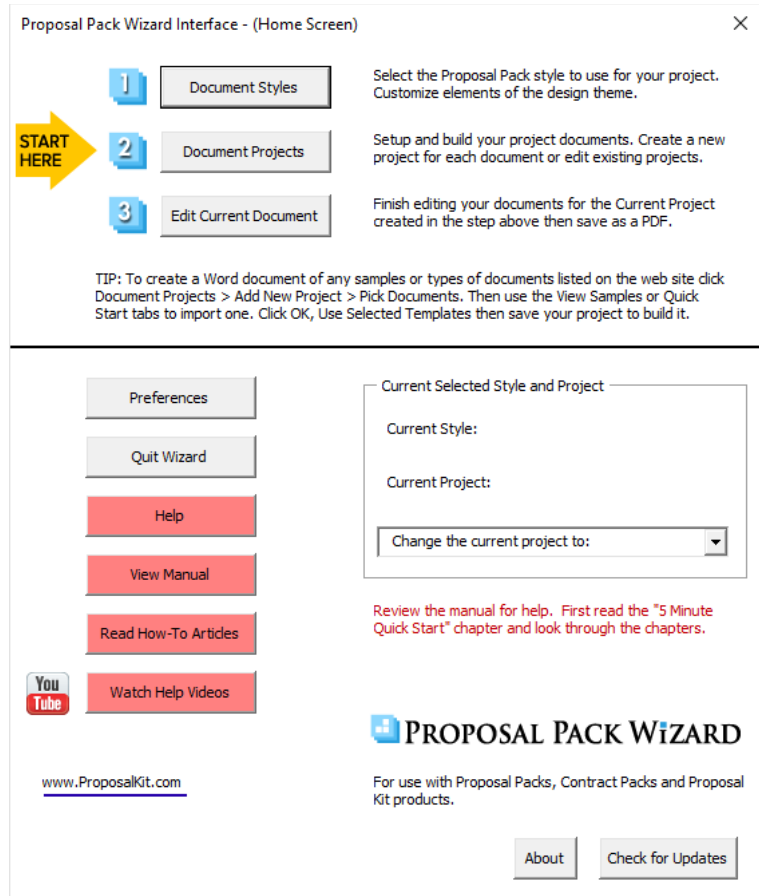 Proposal Pack Wizard Interface - (Home Screen)
1
Document Styles
Select the Proposal Pack style to use for your project.
Customize elements of the design theme.
START
HERE
2
Document Projects
Setup and build your project documents. Create a new
project for each document or edit existing projects.
3
Edit Current Document
Finish editing your documents for the Current Project
created in the step above then save as a PDF.
TIP: To create a Word document of any samples or types of documents listed on the web site click
Document Projects > Add New Project > Pick Documents. Then use the View Samples or Quick
Start tabs to import one. Click OK, Use Selected Templates then save your project to build it.
Preferences
Quit Wizard
Help
View Manual
Read How-To Articles
You
Tube
Watch Help Videos
www.ProposalKit.com
Current Selected Style and Project
Current Style:
Current Project:
Change the current project to:
Review the manual for help.  First read the "5 Minute
Quick Start" chapter and look through the chapters.
PROPOSAL PACK WiZARD
For use with Proposal Packs, Contract Packs and Proposal
Kit products.
About
Check for Updates